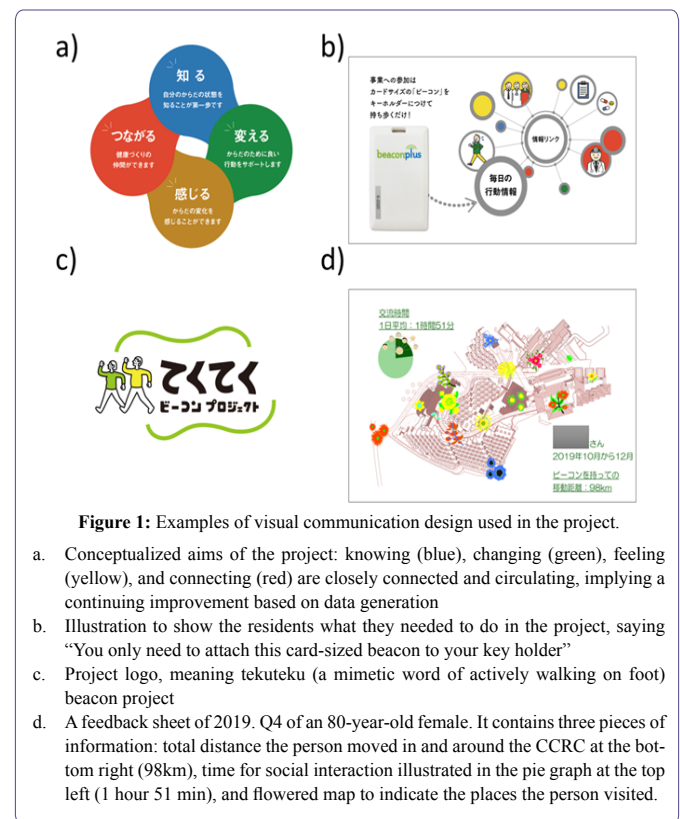 a)
知る
自分のからだの状態を
知ることが第一歩です
つながる
健康づくりの
仲間ができます
変える
からだのために良い
行動をサポートします
感じる
からだの変化を
感じることができます
b)
事業への参加は
カードサイズの「ビーコン」を
キーホルダーにつけて
持ち歩くだけ!
beaconplus
情報リンク
毎日の
行動情報
c)
てくてく
ビーコン プロジェクト
d)
交流時間
1日平均:1時間51分
さん
2019年10月から12月
ビーコンを持っての
移動距離:98km
Figure 1: Examples of visual communication design used in the project.
a. Conceptualized aims of the project: knowing (blue), changing (green), feeling
(yellow), and connecting (red) are closely connected and circulating, implying a
continuing improvement based on data generation
b. Illustration to show the residents what they needed to do in the project, saying
“You only need to attach this card-sized beacon to your key holder”
c. Project logo, meaning tekuteku (a mimetic word of actively walking on foot)
beacon project
d. A feedback sheet of 2019. Q4 of an 80-year-old female. It contains three pieces of
information: total distance the person moved in and around the CCRC at the bot-
tom right (98km), time for social interaction illustrated in the pie graph at the top
left (1 hour 51 min), and flowered map to indicate the places the person visited.